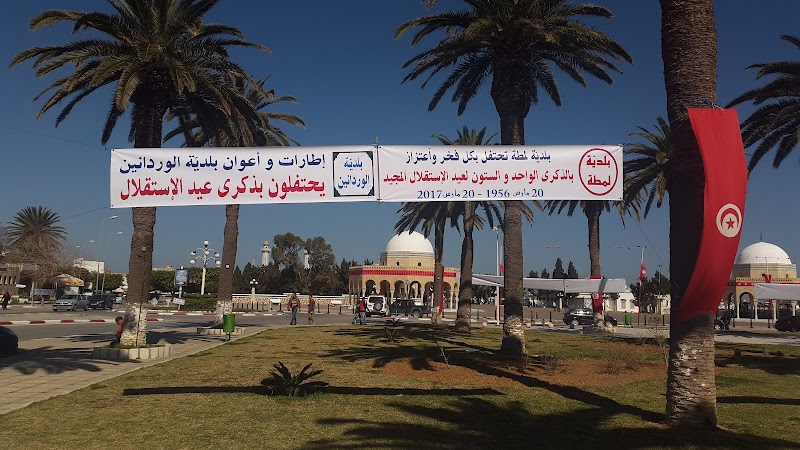 بلدية لمطة تحتفل بكل فخر وأعتزاز
بالذكرى الواحد و الستون لعيد الإستقلال المجيد
20 مارس 1956 - 20 مارس 2017
بلدية
لمطة
إطارات و أعوان بلدية الوردانين
يحتفلون بذكرى عيد الإستقلال
بلدية
الوردانين